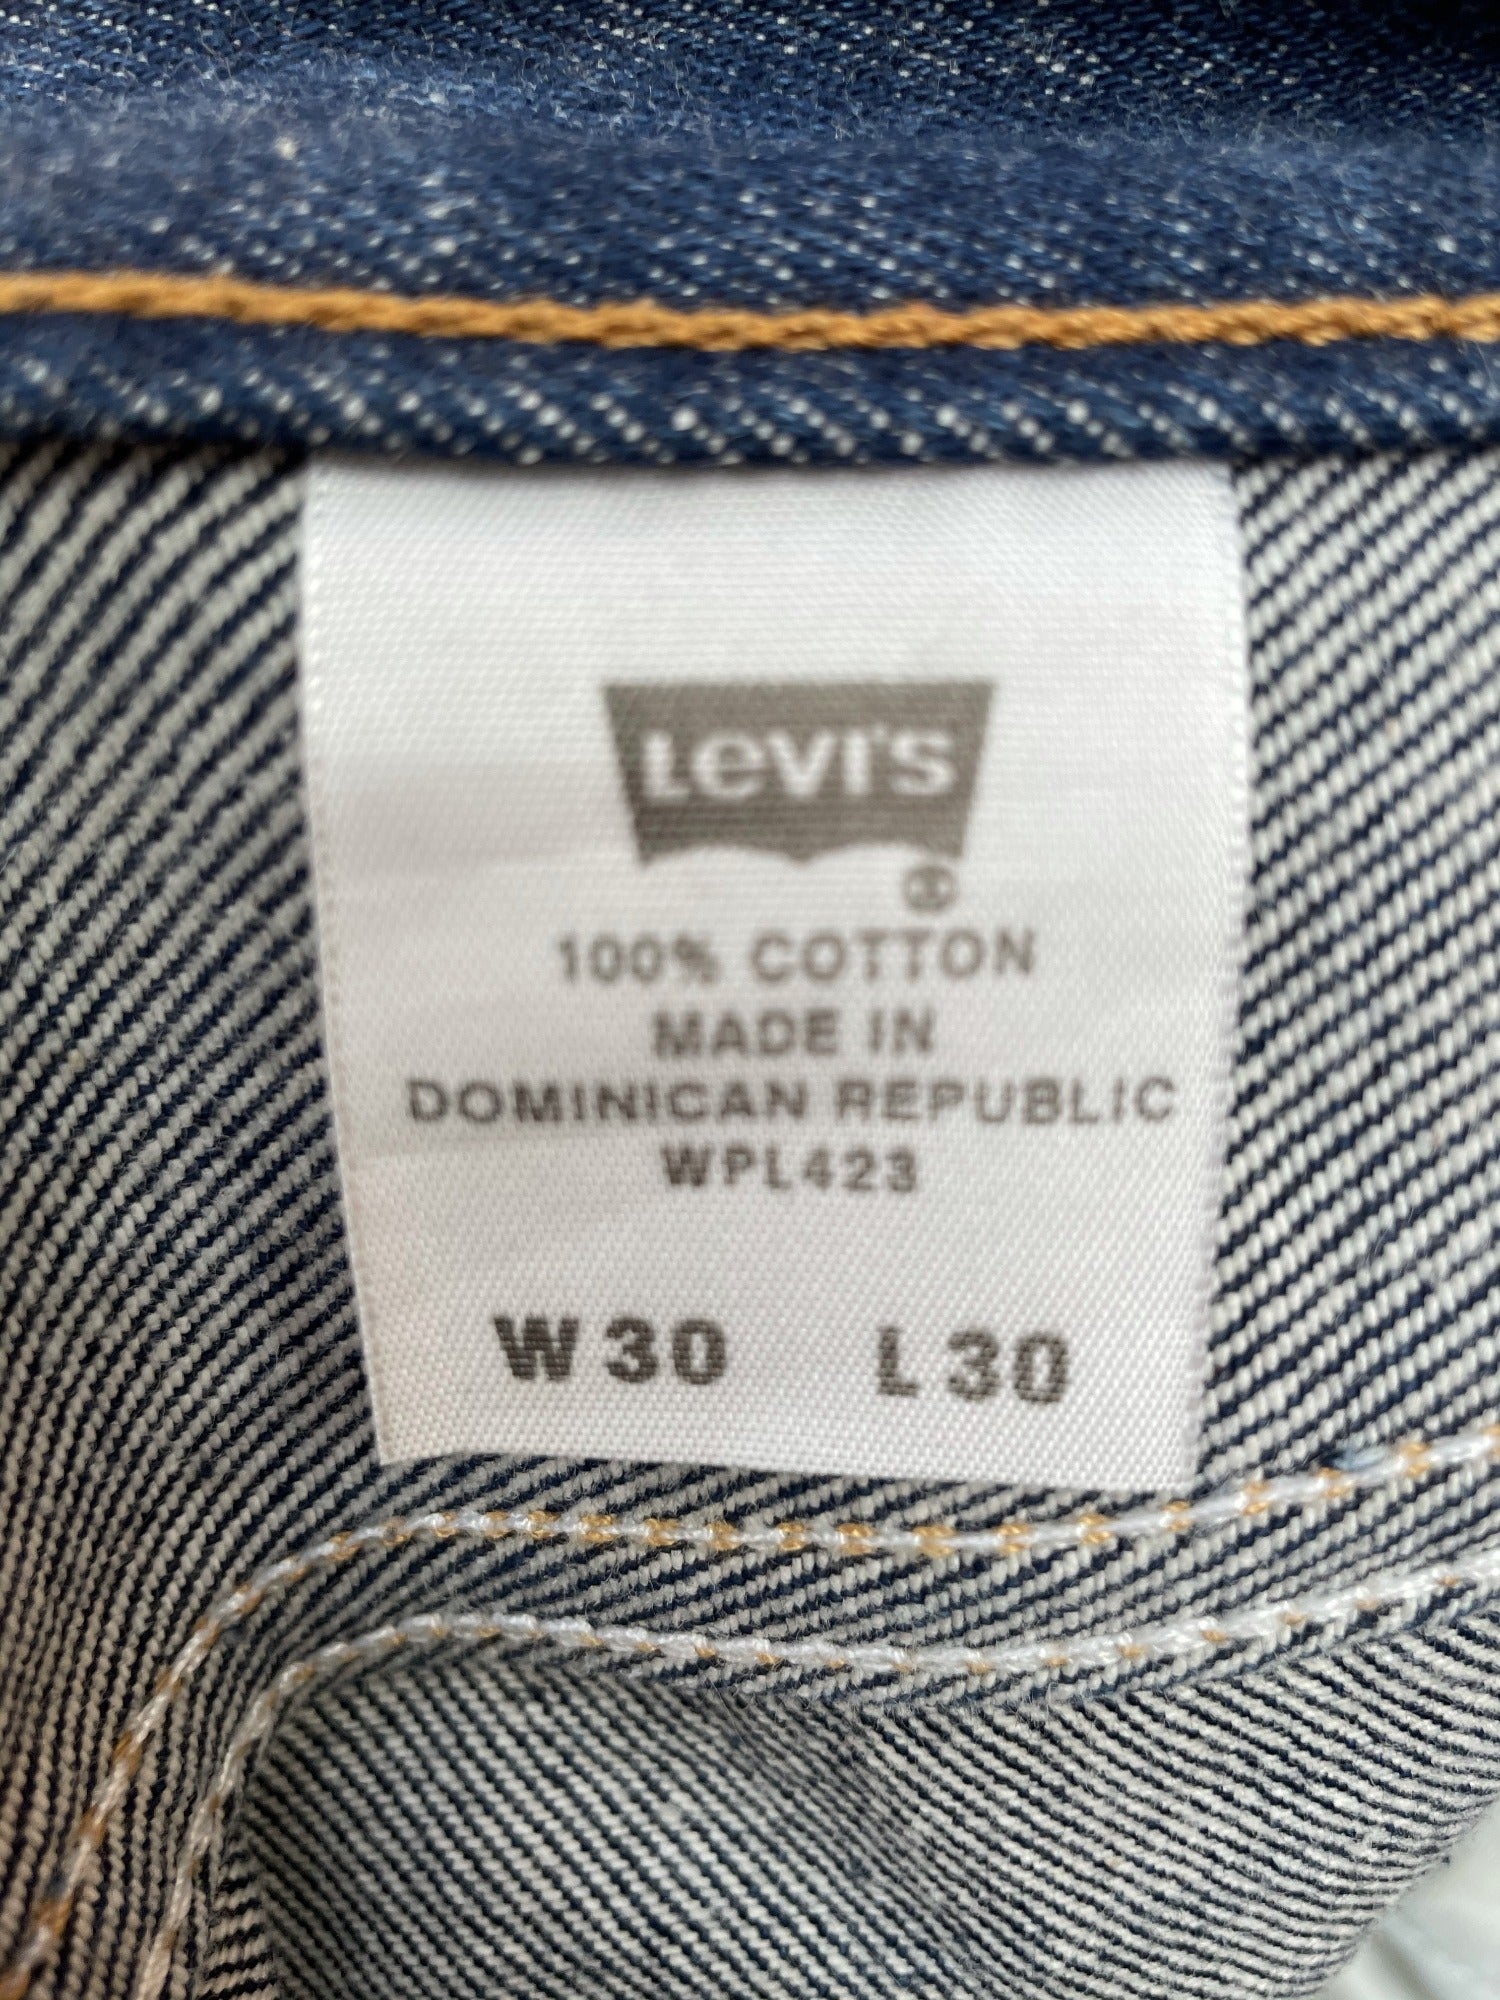 Levi's
®
100% COTTON
MADE IN
DOMINICAN REPUBLIC
WPL423
W30 L30